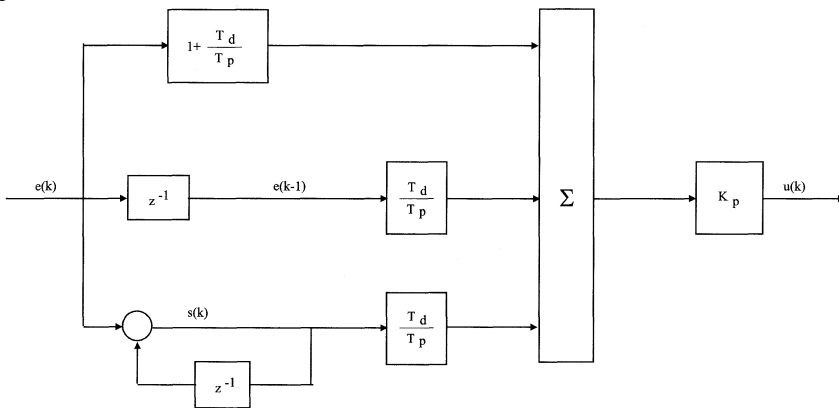 1+ T d / T p
e(k)
z -1
e(k-1)
T d / T p
Σ
K p
u(k)
s(k)
T d / T p
z -1